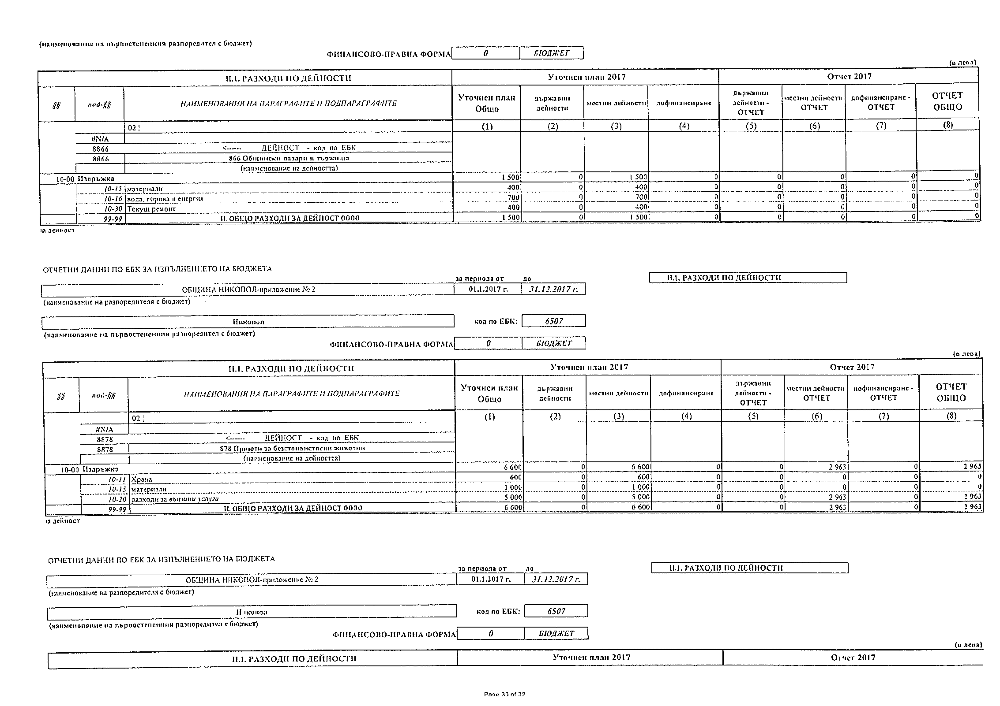 (наименование на първостепенния разпоредител с бюджет)
ФИНАНСОВО-ПРАВНА ФОРМА 0 БЮДЖЕТ
(в лева)
II.1. РАЗХОДИ ПО ДЕЙНОСТИ Уточнен план 2017 Отчет 2017
§§ под-§§ НАИМЕНОВАНИЯ НА ПАРАГРАФИТЕ И ПОДПАРАГРАФИТЕ Уточнен план Общо държавни дейности местни дейности дофинансиране държавни дейности - ОТЧЕТ местни дейности ОТЧЕТ дофинансиране - ОТЧЕТ ОТЧЕТ ОБЩО
02 ¦ (1) (2) (3) (4) (5) (6) (7) (8)
#N/A
8866 <------ ДЕЙНОСТ - код по ЕБК
8866 866 Общински пазари и тържища
(наименование на дейността)
10-00 Издръжка 1 500 0 1 500 0 0 0 0 0
10-15 материали 400 0 400 0 0 0 0 0
10-16 вода, горива и енергия 700 0 700 0 0 0 0 0
10-30 Текущ ремонт 400 0 400 0 0 0 0 0
99-99 II. ОБЩО РАЗХОДИ ЗА ДЕЙНОСТ 0000 1 500 0 1 500 0 0 0 0 0
за дейност
ОТЧЕТНИ ДАННИ ПО ЕБК ЗА ИЗПЪЛНЕНИЕТО НА БЮДЖЕТА
за периода от до II.1. РАЗХОДИ ПО ДЕЙНОСТИ
ОБЩИНА НИКОПОЛ-приложение № 2 01.1.2017 г. 31.12.2017 г.
(наименование на разпоредителя с бюджет)
Никопол код по ЕБК: 6507
(наименование на първостепенния разпоредител с бюджет)
ФИНАНСОВО-ПРАВНА ФОРМА 0 БЮДЖЕТ
(в лева)
II.1. РАЗХОДИ ПО ДЕЙНОСТИ Уточнен план 2017 Отчет 2017
§§ под-§§ НАИМЕНОВАНИЯ НА ПАРАГРАФИТЕ И ПОДПАРАГРАФИТЕ Уточнен план Общо държавни дейности местни дейности дофинансиране държавни дейности - ОТЧЕТ местни дейности ОТЧЕТ дофинансиране - ОТЧЕТ ОТЧЕТ ОБЩО
02 ¦ (1) (2) (3) (4) (5) (6) (7) (8)
#N/A
8878 <------ ДЕЙНОСТ - код по ЕБК
8878 878 Приюти за безстопанствени животни
(наименование на дейността)
10-00 Издръжка 6 600 0 6 600 0 0 2 963 0 2 963
10-11 Храна 600 0 600 0 0 0 0 0
10-15 материали 1 000 0 1 000 0 0 0 0 0
10-20 разходи за външни услуги 5 000 0 5 000 0 0 2 963 0 2 963
99-99 II. ОБЩО РАЗХОДИ ЗА ДЕЙНОСТ 0000 6 600 0 6 600 0 0 2 963 0 2 963
за дейност
ОТЧЕТНИ ДАННИ ПО ЕБК ЗА ИЗПЪЛНЕНИЕТО НА БЮДЖЕТА
за периода от до II.1. РАЗХОДИ ПО ДЕЙНОСТИ
ОБЩИНА НИКОПОЛ-приложение № 2 01.1.2017 г. 31.12.2017 г.
(наименование на разпоредителя с бюджет)
Никопол код по ЕБК: 6507
(наименование на първостепенния разпоредител с бюджет)
ФИНАНСОВО-ПРАВНА ФОРМА 0 БЮДЖЕТ
(в лева)
II.1. РАЗХОДИ ПО ДЕЙНОСТИ Уточнен план 2017 Отчет 2017
Page 30 of 32